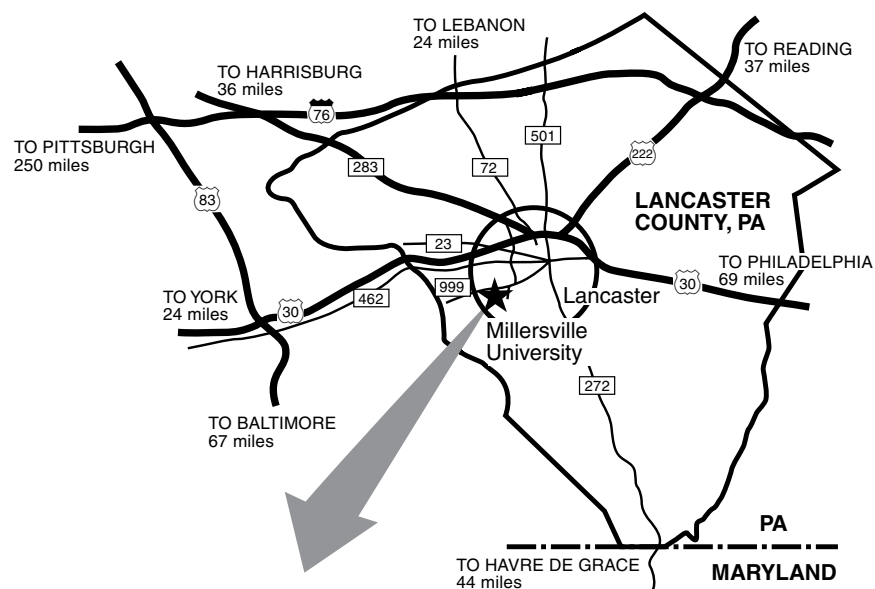 TO LEBANON
24 miles
TO READING
37 miles
TO HARRISBURG
36 miles
76
TO PITTSBURGH
250 miles
501
283
72
222
83
LANCASTER
COUNTY, PA
23
TO PHILADELPHIA
69 miles
30
TO YORK
24 miles
30
462
999
Lancaster
Millersville
University
272
TO BALTIMORE
67 miles
PA
TO HAVRE DE GRACE
44 miles
MARYLAND